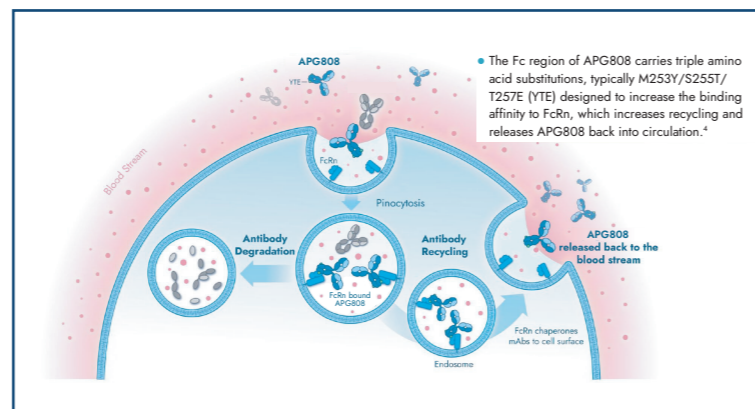 APG808
YTE
• The Fc region of APG808 carries triple amino
acid substitutions, typically M253Y/S255T/
T257E (YTE) designed to increase the binding
affinity to FcRn, which increases recycling and
releases APG808 back into circulation.⁴
Blood Stream
FcRn
Pinocytosis
Antibody
Degradation
Antibody
Recycling
APG808
released back to the
blood stream
FcRn bound
APG808
FcRn chaperones
mAbs to cell surface
Endosome